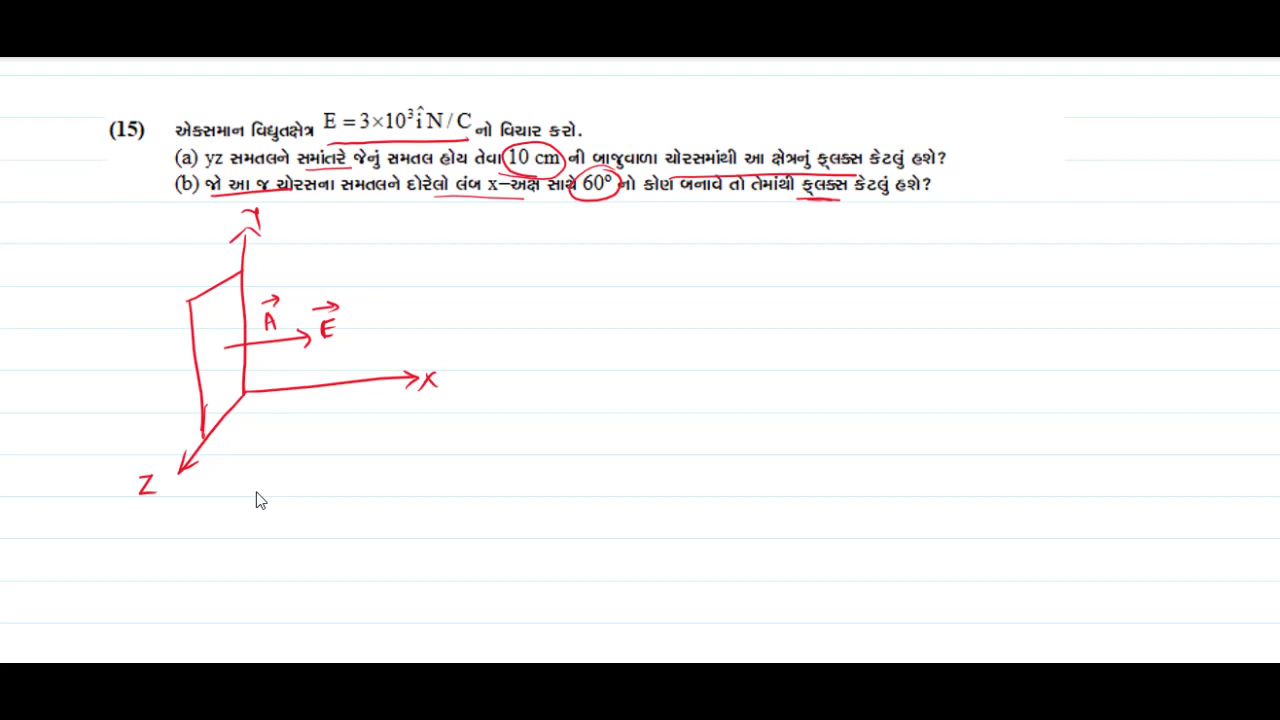 (15) એકસમાન વિધુતક્ષેત્ર E = 3×10³ î N / C નો વિચાર કરો.
(a) yz સમતલને સમાંતરે જેનું સમતલ હોય તેવા 10 cm ની બાજુવાળા ચોરસમાંથી આ ક્ષેત્રનું ફ્લક્સ કેટલું હશે?
(b) જો આ જ ચોરસના સમતલને દોરેલો લંબ x–અક્ષ સાથે 60° નો કોણ બનાવે તો તેમાંથી ફ્લક્સ કેટલું હશે?
Y
A⃗ E⃗
X
Z